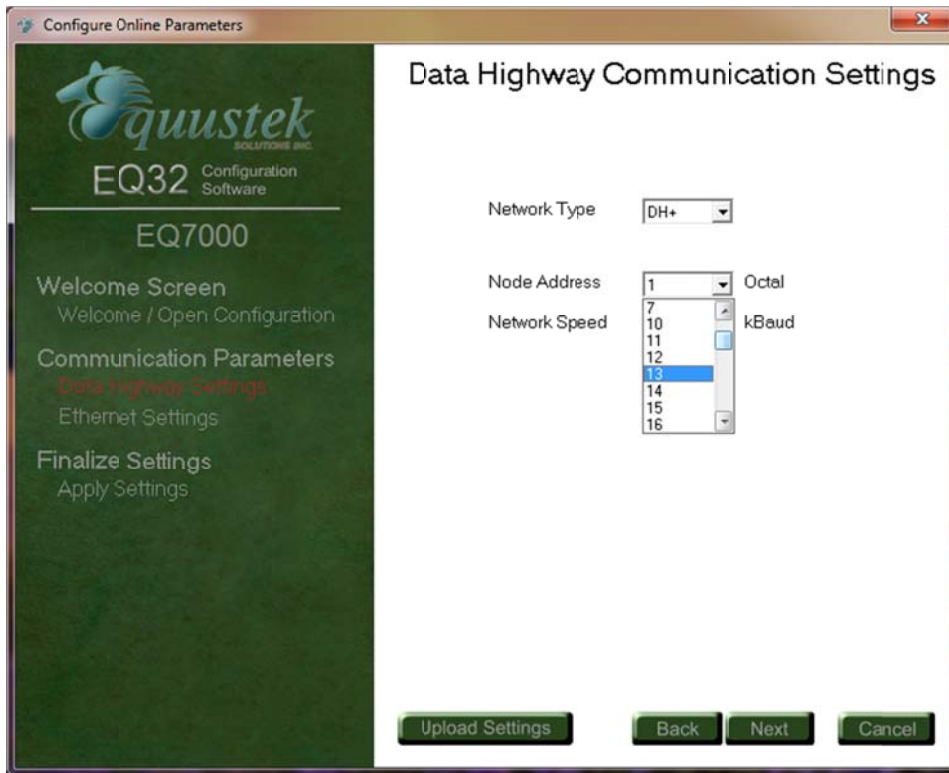 Configure Online Parameters
Equustek
SOLUTIONS INC.
EQ32 Configuration Software
EQ7000
Welcome Screen
Welcome / Open Configuration
Communication Parameters
Data Highway Settings
Ethernet Settings
Finalize Settings
Apply Settings
Data Highway Communication Settings
Network Type DH+
Node Address 1 Octal
Network Speed kBaud
7
10
11
12
13
14
15
16
Upload Settings Back Next Cancel